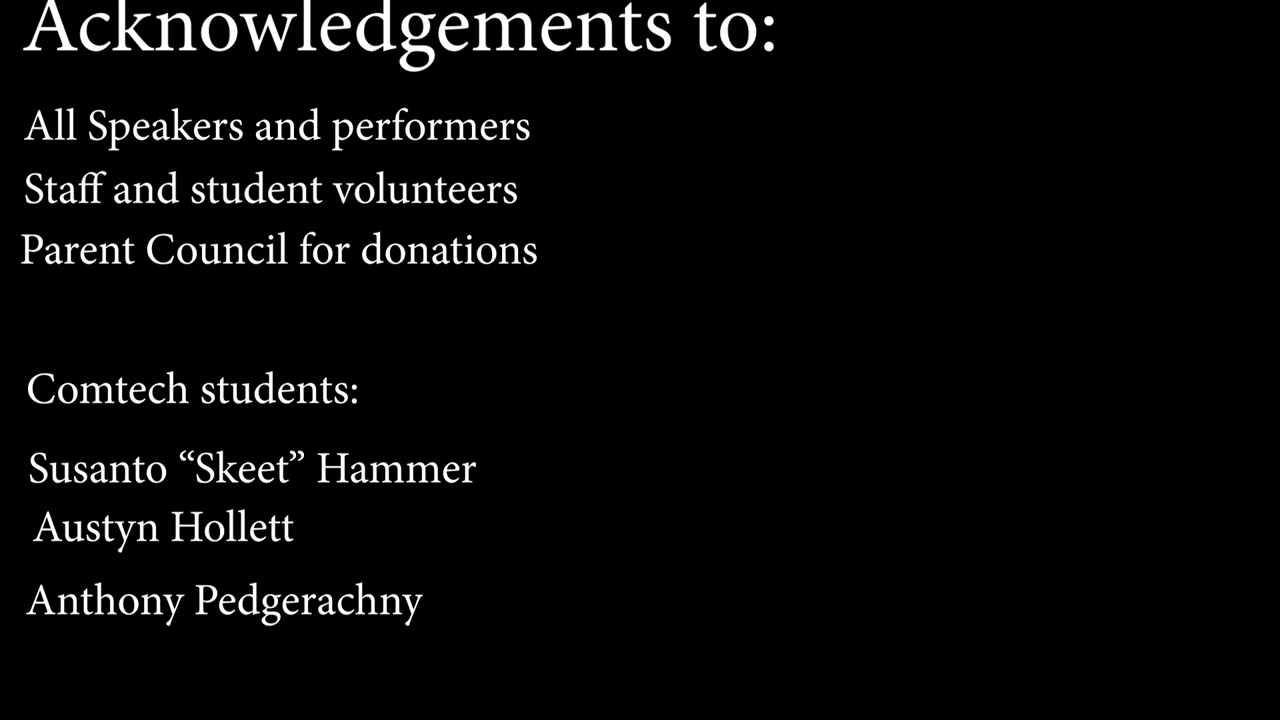 Acknowledgements to:
All Speakers and performers
Staff and student volunteers
Parent Council for donations
Comtech students:
Susanto “Skeet” Hammer
Austyn Hollett
Anthony Pedgerachny